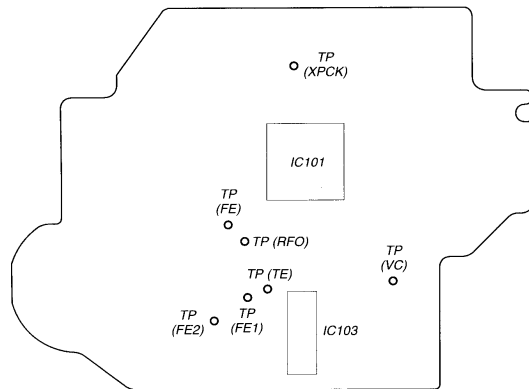 TP
(XPCK)
IC101
TP
(FE)
TP (RFO)
TP
(VC)
TP (TE)
TP
(FE2)
TP
(FE1)
IC103